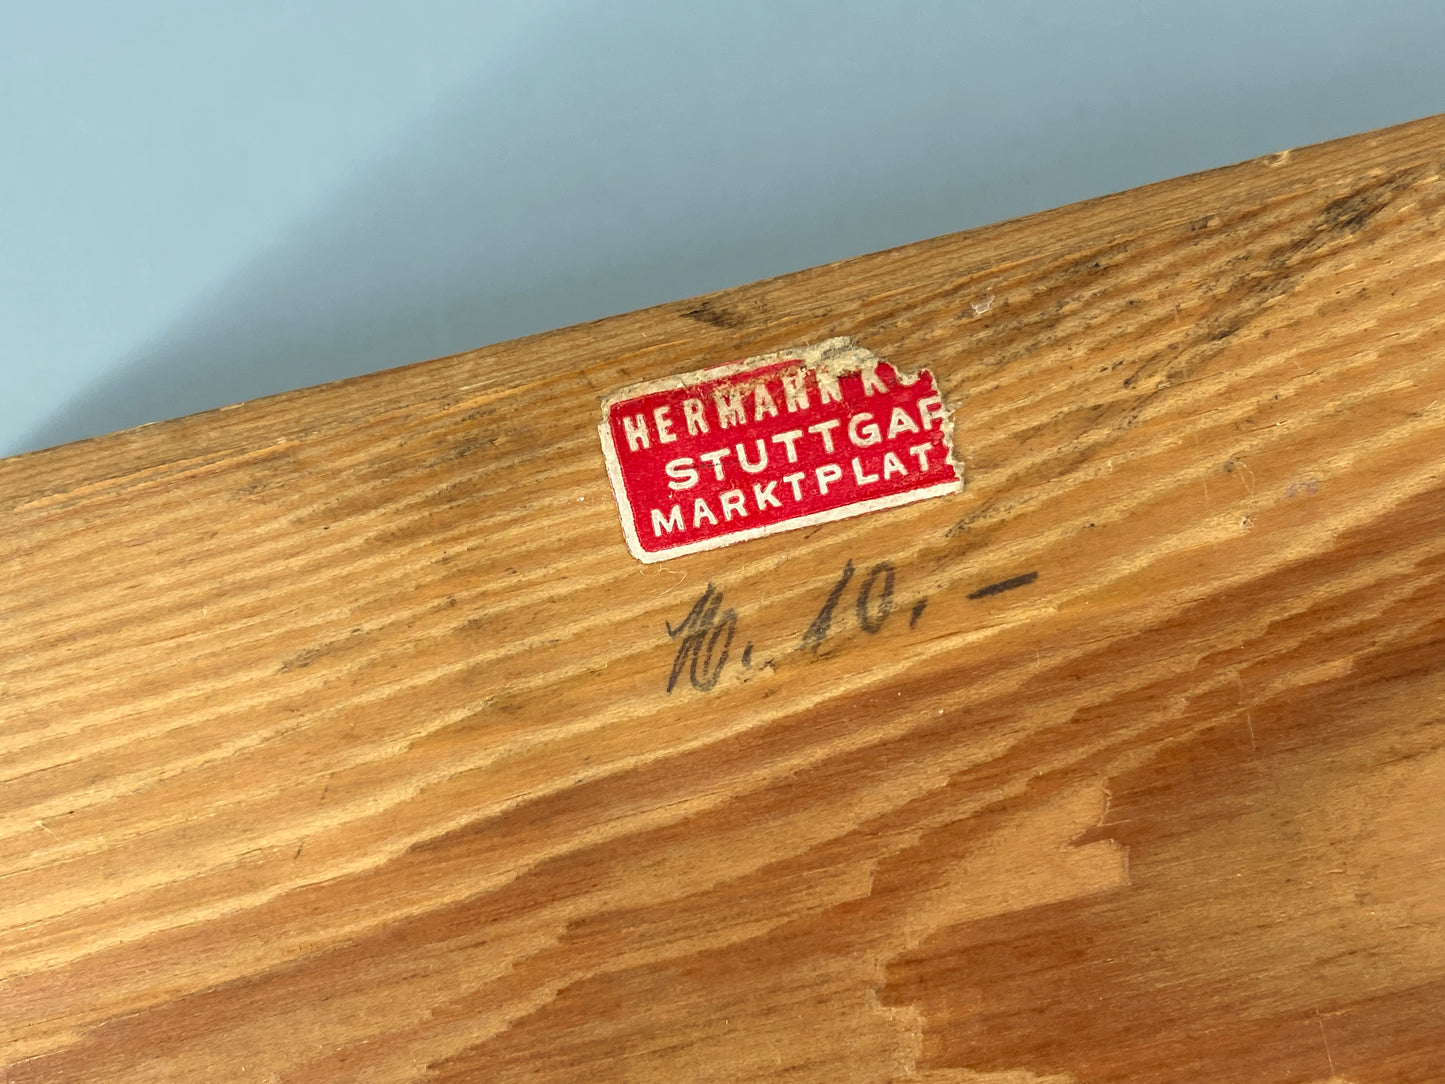 HERMANN K
STUTTGAR
MARKTPLAT
10,–